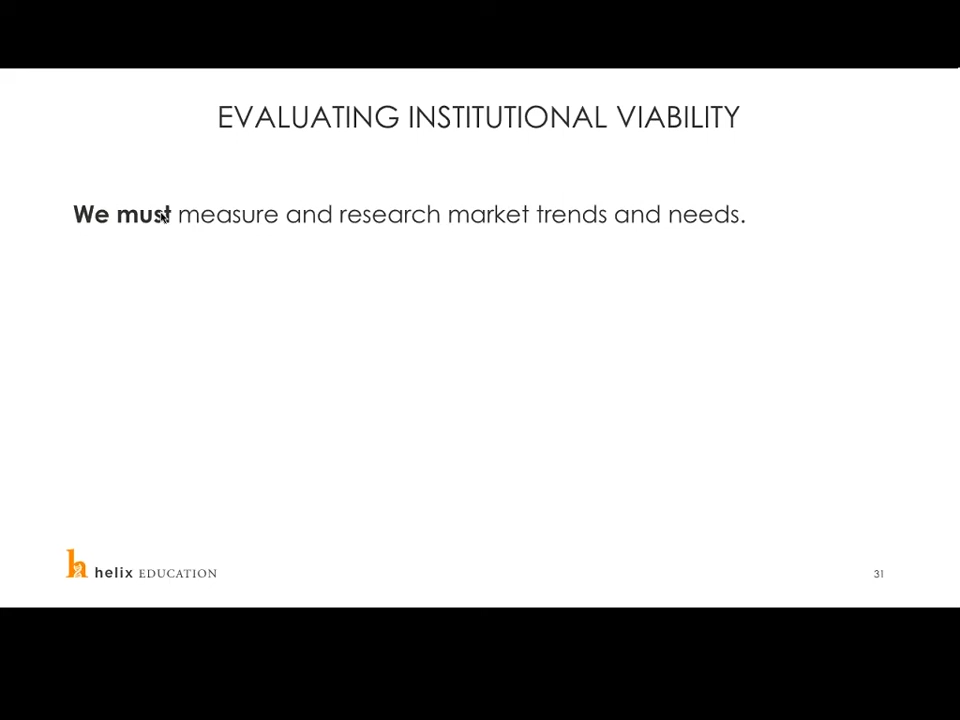 EVALUATING INSTITUTIONAL VIABILITY
We must measure and research market trends and needs.
helix EDUCATION
31